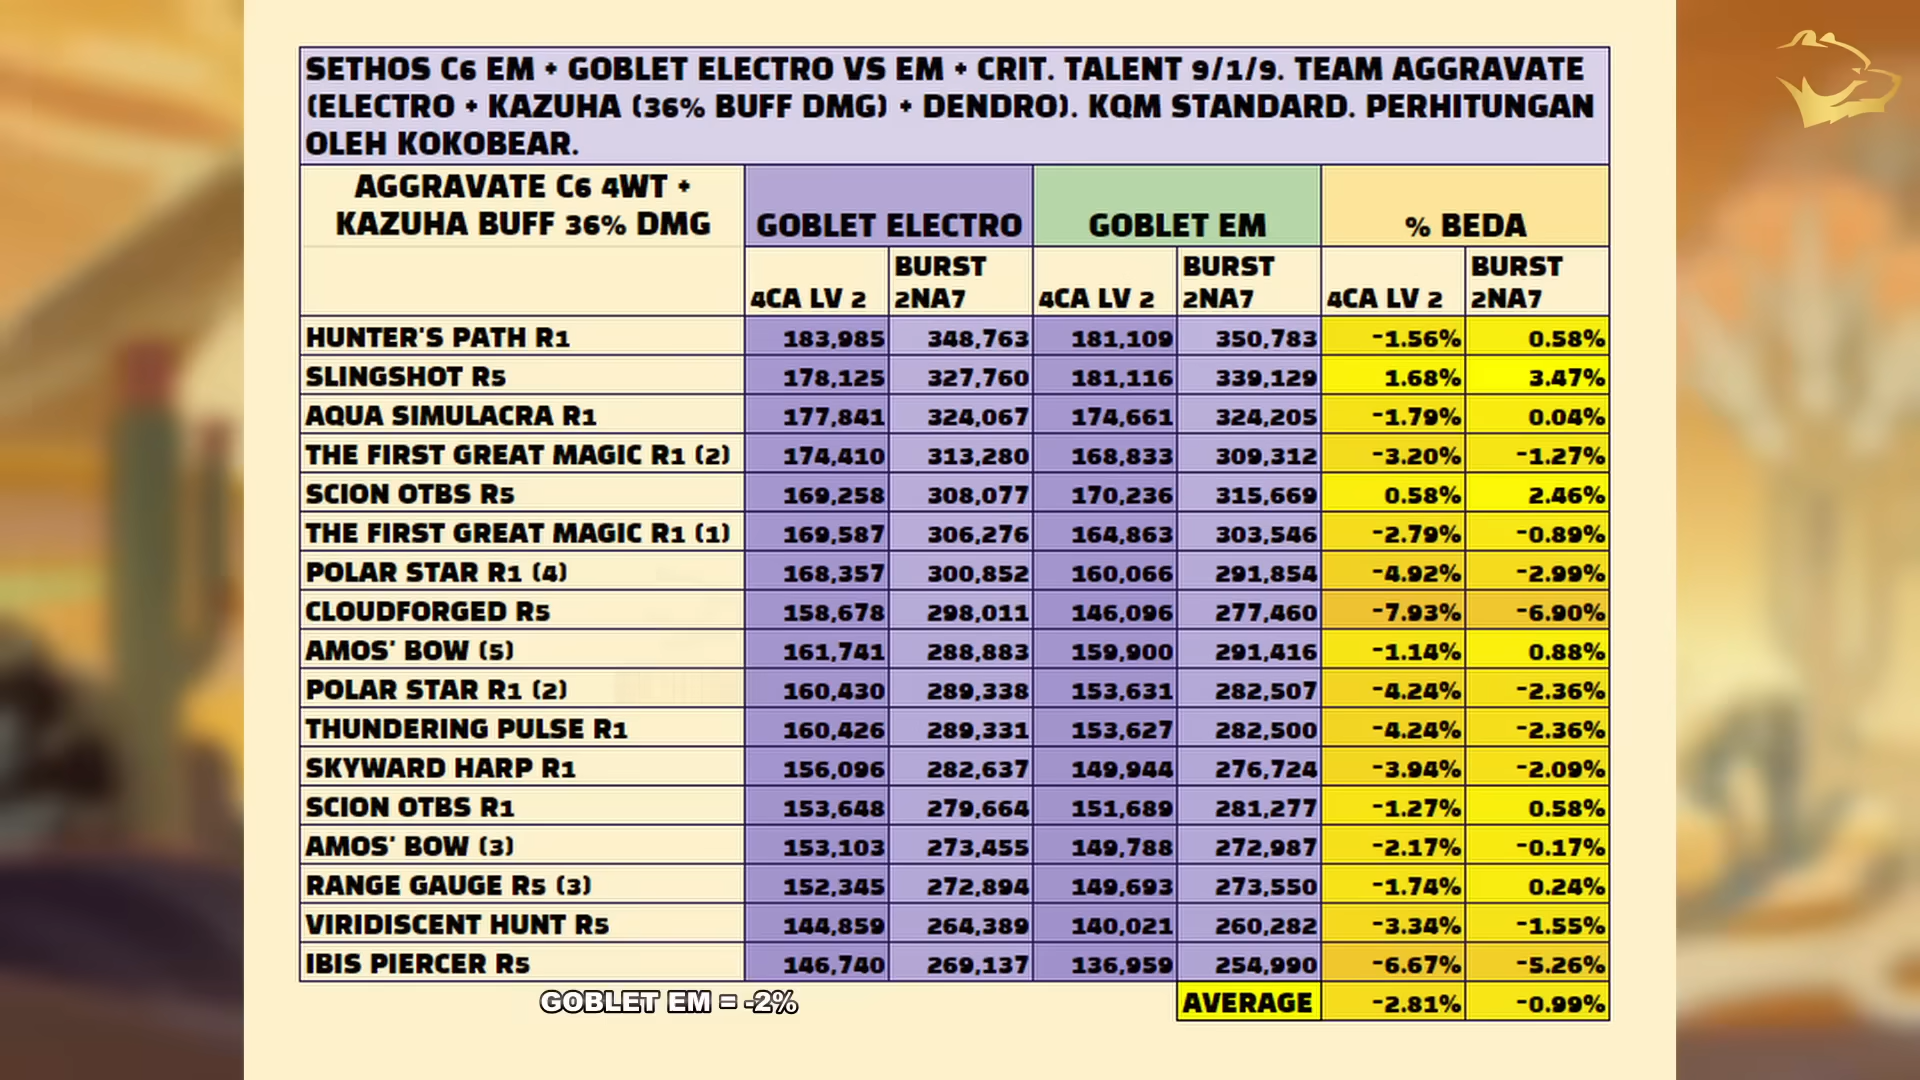 SETHOS C6 EM + GOBLET ELECTRO VS EM + CRIT. TALENT 9/1/9. TEAM AGGRAVATE
(ELECTRO + KAZUHA (36% BUFF DMG) + DENDRO). KQM STANDARD. PERHITUNGAN
OLEH KOKOBEAR.
AGGRAVATE C6 4WT +
KAZUHA BUFF 36% DMG
GOBLET ELECTRO GOBLET EM % BEDA
4CA LV 2 BURST 2NA7 4CA LV 2 BURST 2NA7 4CA LV 2 BURST 2NA7
HUNTER'S PATH R1 183,985 348,763 181,109 350,783 -1.56% 0.58%
SLINGSHOT R5 178,125 327,760 181,116 339,129 1.68% 3.47%
AQUA SIMULACRA R1 177,841 324,067 174,661 324,205 -1.79% 0.04%
THE FIRST GREAT MAGIC R1 (2) 174,410 313,280 168,833 309,312 -3.20% -1.27%
SCION OTBS R5 169,258 308,077 170,236 315,669 0.58% 2.46%
THE FIRST GREAT MAGIC R1 (1) 169,587 306,276 164,863 303,546 -2.79% -0.89%
POLAR STAR R1 (4) 168,357 300,852 160,066 291,854 -4.92% -2.99%
CLOUDFORGED R5 158,678 298,011 146,096 277,460 -7.93% -6.90%
AMOS' BOW (5) 161,741 288,883 159,900 291,416 -1.14% 0.88%
POLAR STAR R1 (2) 160,430 289,338 153,631 282,507 -4.24% -2.36%
THUNDERING PULSE R1 160,426 289,331 153,627 282,500 -4.24% -2.36%
SKYWARD HARP R1 156,096 282,637 149,944 276,724 -3.94% -2.09%
SCION OTBS R1 153,648 279,664 151,689 281,277 -1.27% 0.58%
AMOS' BOW (3) 153,103 273,455 149,788 272,987 -2.17% -0.17%
RANGE GAUGE R5 (3) 152,345 272,894 149,693 273,550 -1.74% 0.24%
VIRIDISCENT HUNT R5 144,859 264,389 140,021 260,282 -3.34% -1.55%
IBIS PIERCER R5 146,740 269,137 136,959 254,990 -6.67% -5.26%
GOBLET EM = -2% AVERAGE -2.81% -0.99%